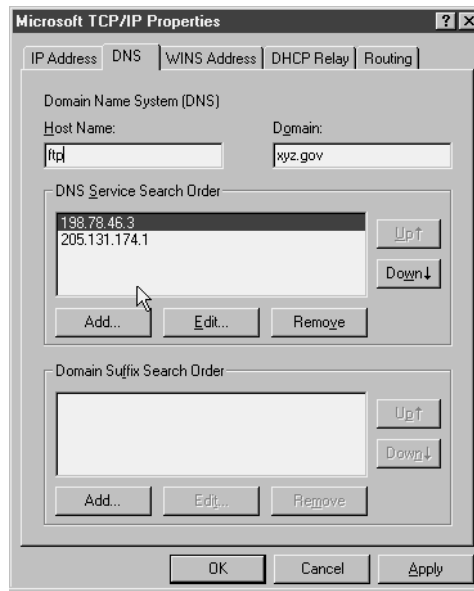 Microsoft TCP/IP Properties ? X
IP Address DNS WINS Address DHCP Relay Routing
Domain Name System (DNS)
Host Name: Domain:
ftp xyz.gov
DNS Service Search Order
198.78.46.3
205.131.174.1
Up↑
Down↓
Add... Edit... Remove
Domain Suffix Search Order
Up↑
Down↓
Add... Edit... Remove
OK Cancel Apply